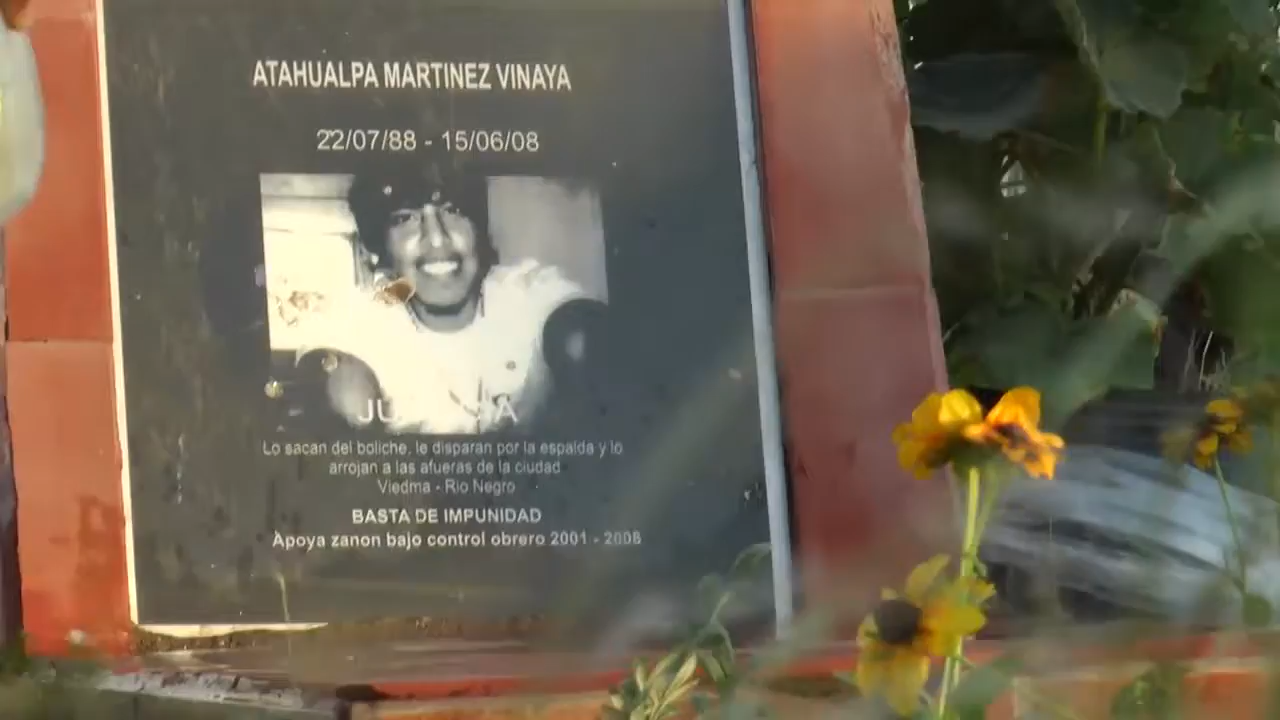 ATAHUALPA MARTINEZ VINAYA
22/07/88 - 15/06/08
Lo sacan del boliche, le disparan por la espalda y lo
arrojan a las afueras de la ciudad
Viedma - Rio Negro
BASTA DE IMPUNIDAD
Apoya zanon bajo control obrero 2001 - 2008